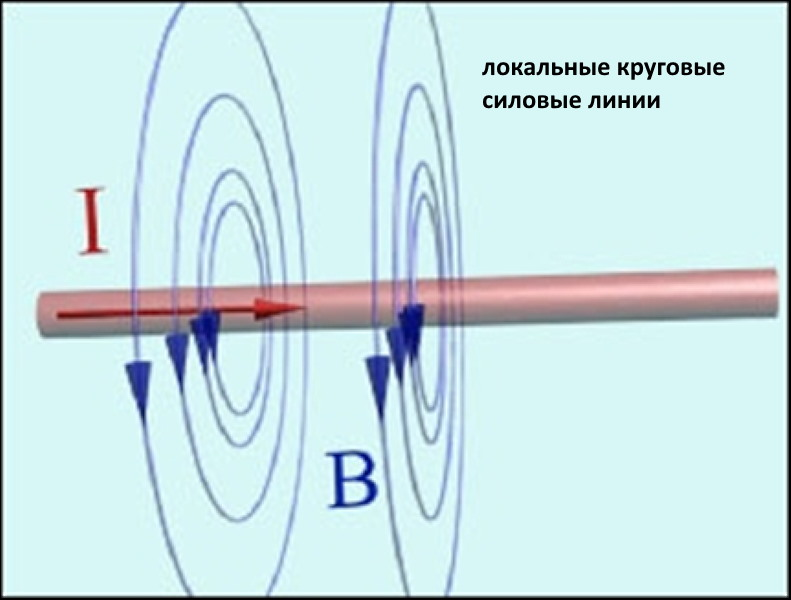 локальные круговые
силовые линии
I
B